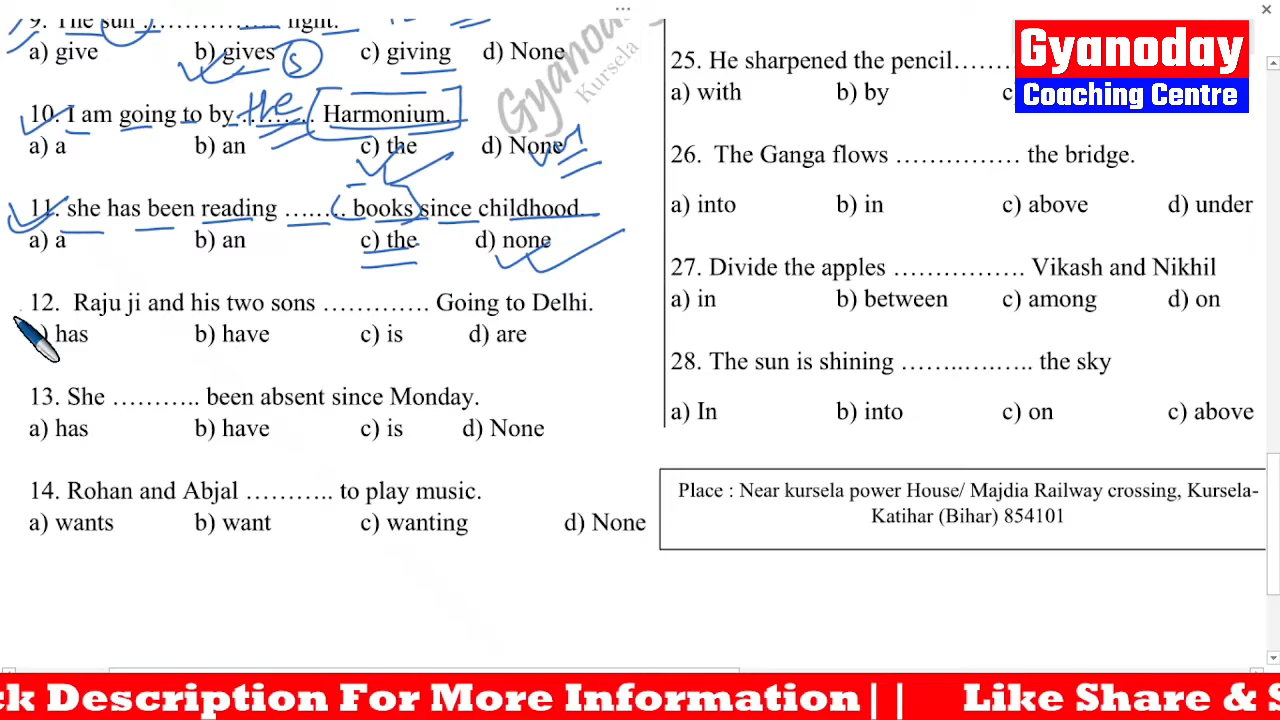 9. The sun ………………… light.
a) give b) gives c) giving d) None
10. I am going to by the ……… Harmonium.
a) a b) an c) the d) None
11. she has been reading …….. books since childhood.
a) a b) an c) the d) none
12. Raju ji and his two sons …………. Going to Delhi.
) has b) have c) is d) are
13. She ……….. been absent since Monday.
a) has b) have c) is d) None
14. Rohan and Abjal ……….. to play music.
a) wants b) want c) wanting d) None
Gyanod
Kursela
25. He sharpened the pencil……
a) with b) by c
26. The Ganga flows …………… the bridge.
a) into b) in c) above d) under
27. Divide the apples ……………. Vikash and Nikhil
a) in b) between c) among d) on
28. The sun is shining ……..….….. the sky
a) In b) into c) on c) above
Place : Near kursela power House/ Majdia Railway crossing, Kursela-
Katihar (Bihar) 854101
Gyanoday
Coaching Centre
ck Description For More Information|| Like Share & S